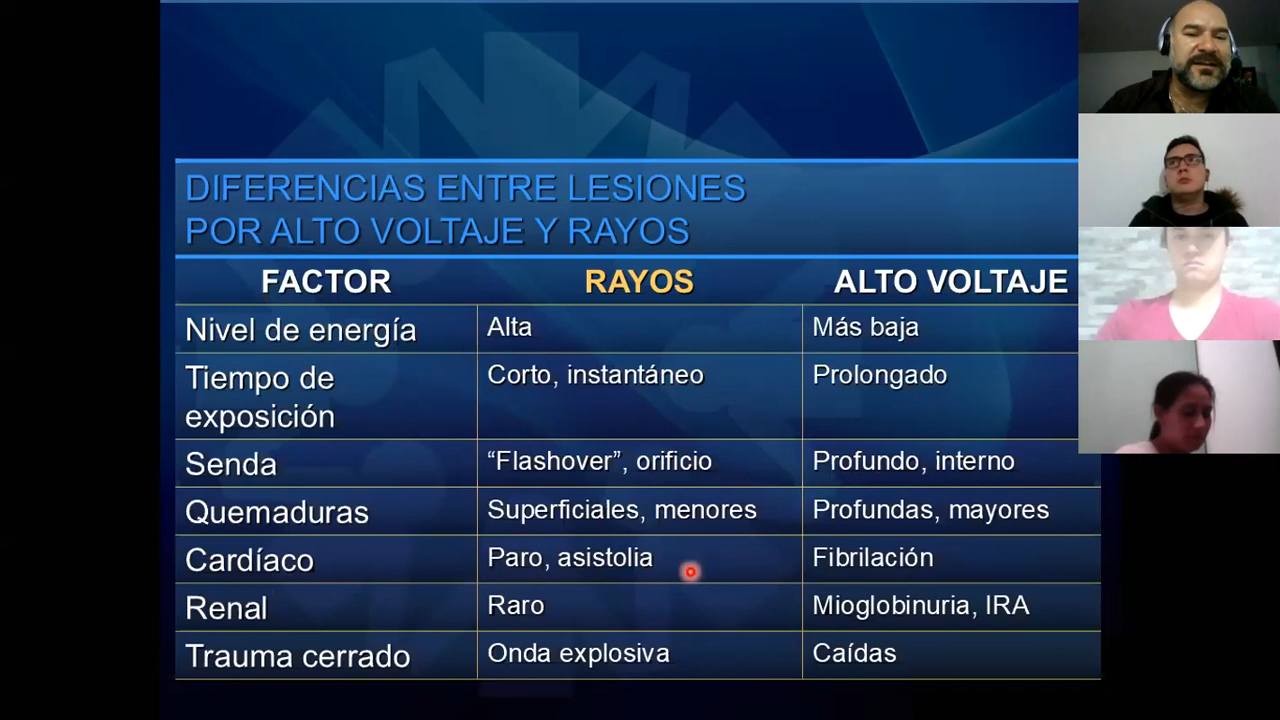 DIFERENCIAS ENTRE LESIONES
POR ALTO VOLTAJE Y RAYOS
FACTOR RAYOS ALTO VOLTAJE
Nivel de energía Alta Más baja
Tiempo de Corto, instantáneo Prolongado
exposición
Senda “Flashover”, orificio Profundo, interno
Quemaduras Superficiales, menores Profundas, mayores
Cardíaco Paro, asistolia Fibrilación
Renal Raro Mioglobinuria, IRA
Trauma cerrado Onda explosiva Caídas